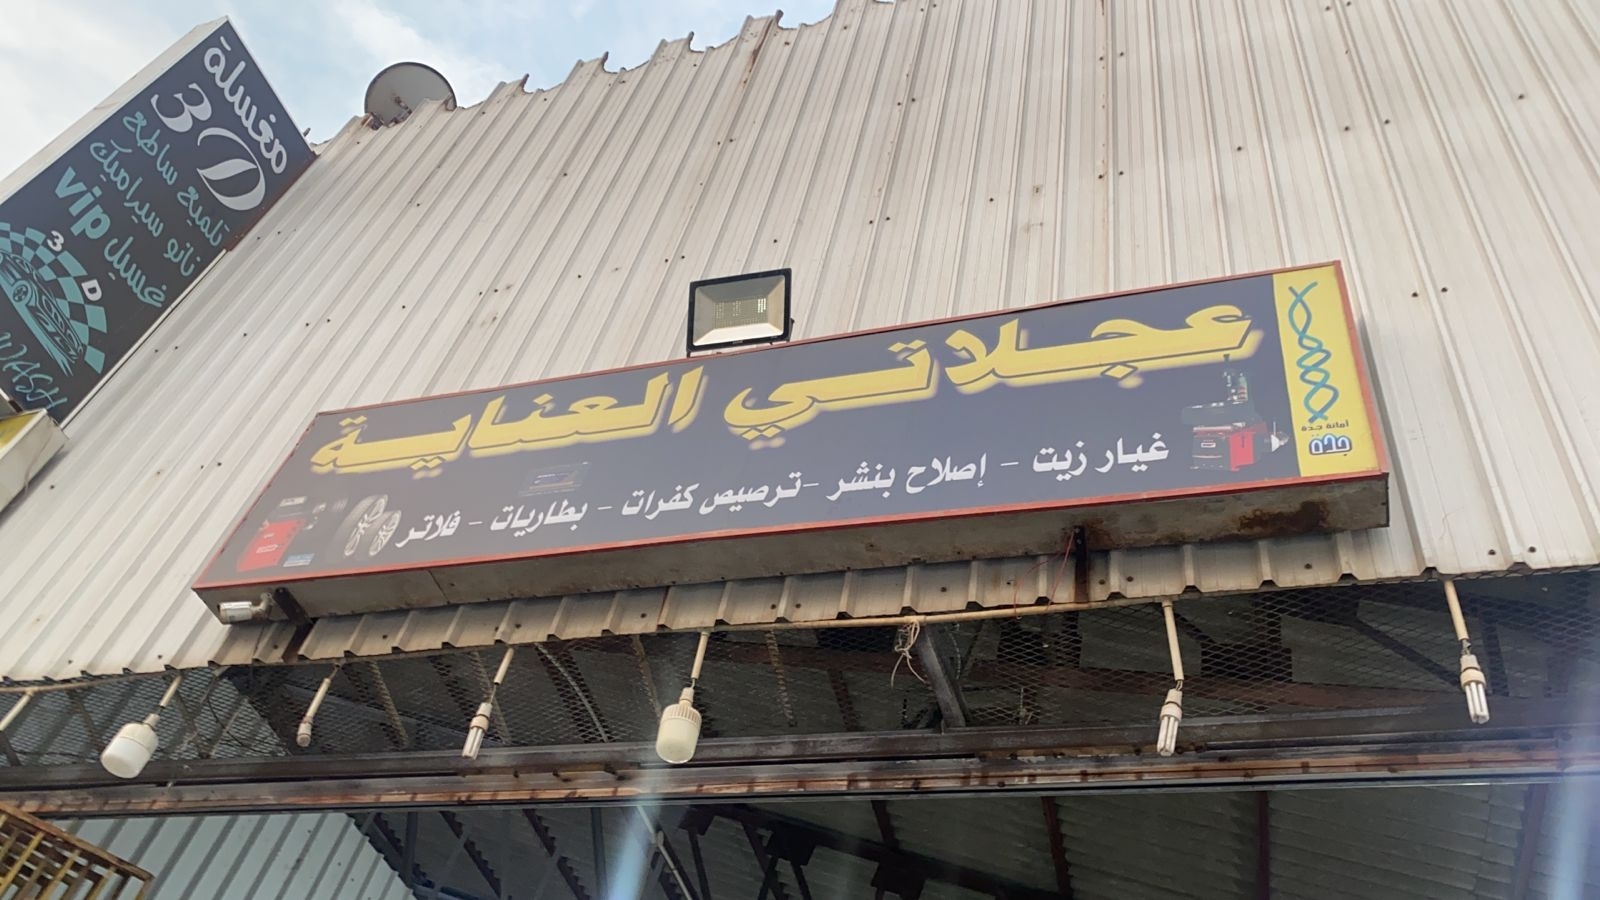 مغسلة
3D
تلميع ساطع
نانو سيراميك
غسيل vip
3
D
WASH
عجلاتي العناية
غيار زيت - إصلاح بنشر - ترصيص كفرات - بطاريات - فلاتر
أمانة جدة
جدة